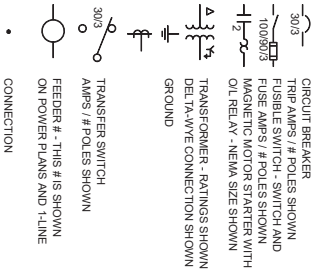 30/3
CIRCUIT BREAKER
TRIP AMPS / # POLES SHOWN
100/90/3
FUSIBLE SWITCH - SWITCH AND
FUSE AMPS / # POLES SHOWN
2
MAGNETIC MOTOR STARTER WITH
O/L RELAY - NEMA SIZE SHOWN
Δ
Y
TRANSFORMER - RATINGS SHOWN
DELTA-WYE CONNECTION SHOWN
GROUND
30/3
TRANSFER SWITCH
AMPS / # POLES SHOWN
FEEDER # - THIS # IS SHOWN
ON POWER PLANS AND 1-LINE
CONNECTION